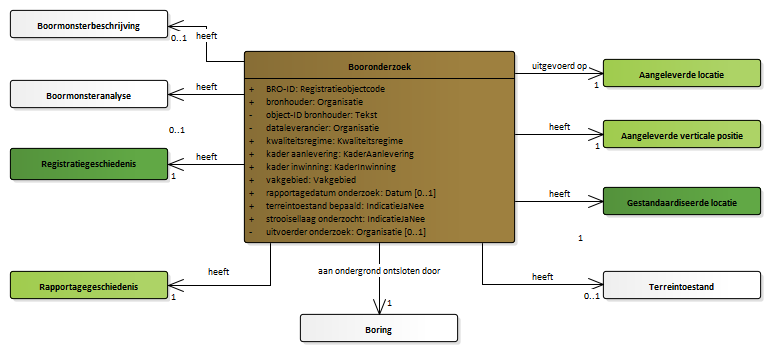 Boormonsterbeschrijving
0..1
heeft
Boormonsteranalyse
heeft
0..1
Registratiegeschiedenis
heeft
1
Rapportagegeschiedenis
heeft
1
Booronderzoek
+ BRO-ID: Registratieobjectcode
+ bronhouder: Organisatie
- object-ID bronhouder: Tekst
- dataleverancier: Organisatie
+ kwaliteitsregime: Kwaliteitsregime
+ kader aanlevering: KaderAanlevering
+ kader inwinning: KaderInwinning
+ vakgebied: Vakgebied
+ rapportagedatum onderzoek: Datum [0..1]
+ terreintoestand bepaald: IndicatieJaNee
+ strooisellaag onderzocht: IndicatieJaNee
- uitvoerder onderzoek: Organisatie [0..1]
aan ondergrond ontsloten door
1
Boring
uitgevoerd op
1
Aangeleverde locatie
heeft
1
Aangeleverde verticale positie
heeft
Gestandaardiseerde locatie
1
heeft
0..1
Terreintoestand